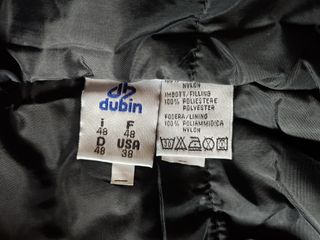 dubin
i F
48 48
D USA
48 38
NYLON
IMBOTT/FILLING
100% POLIESTERE
POLYESTER
FODERA/LINING
100% POLIAMMIDICA
NYLON